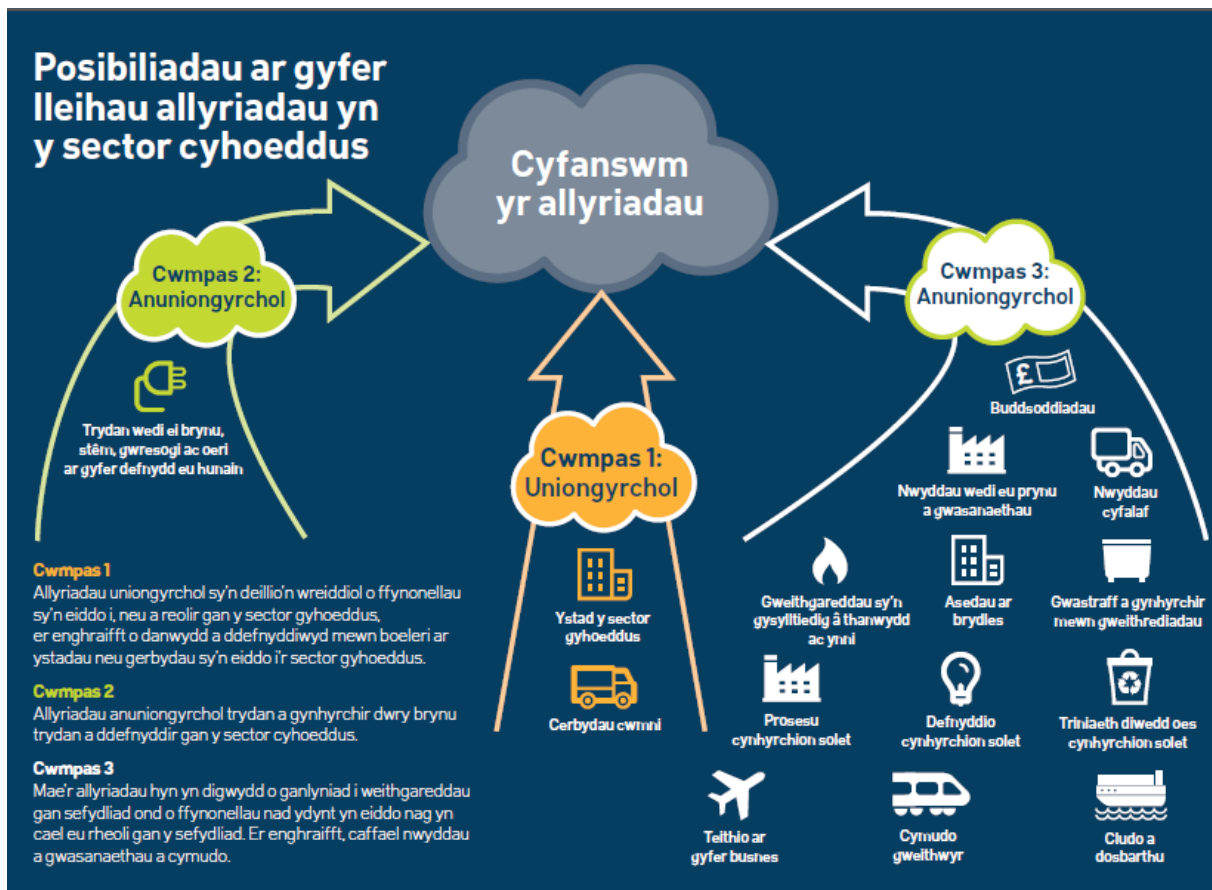 Posibiliadau ar gyfer
lleihau allyriadau yn
y sector cyhoeddus
Cyfanswm
yr allyriadau
Cwmpas 2:
Anuniongyrchol
Trydan wedi ei brynu,
stêm, gwresogi ac oeri
ar gyfer defnydd eu hunain
Cwmpas 1:
Uniongyrchol
Ystad y sector
gyhoeddus
Cerbydau cwmni
Cwmpas 3:
Anuniongyrchol
£
Buddsoddiadau
Nwyddau wedi eu prynu
a gwasanaethau
Nwyddau
cyfalaf
Gweithgareddau sy'n
gysylltiedig â thanwydd
ac ynni
Asedau ar
brydles
Gwastraff a gynhyrchir
mewn gweithrediadau
Prosesu
cynhyrchion solet
Defnyddio
cynhyrchion solet
Triniaeth diwedd oes
cynhyrchion solet
Teithio ar
gyfer busnes
Cymudo
gweithwyr
Cludo a
dosbarthu
Cwmpas 1
Allyriadau uniongyrchol sy'n deillio'n wreiddiol o ffynonellau
sy'n eiddo i, neu a reolir gan y sector gyhoeddus,
er enghraifft o danwydd a ddefnyddiwyd mewn boeleri ar
ystadau neu gerbydau sy'n eiddo i'r sector gyhoeddus.
Cwmpas 2
Allyriadau anuniongyrchol trydan a gynhyrchir dwry brynu
trydan a ddefnyddir gan y sector cyhoeddus.
Cwmpas 3
Mae'r allyriadau hyn yn digwydd o ganlyniad i weithgareddau
gan sefydliad ond o ffynonellau nad ydynt yn eiddo nag yn
cael eu rheoli gan y sefydliad. Er enghraifft, caffael nwyddau
a gwasanaethau a cymudo.